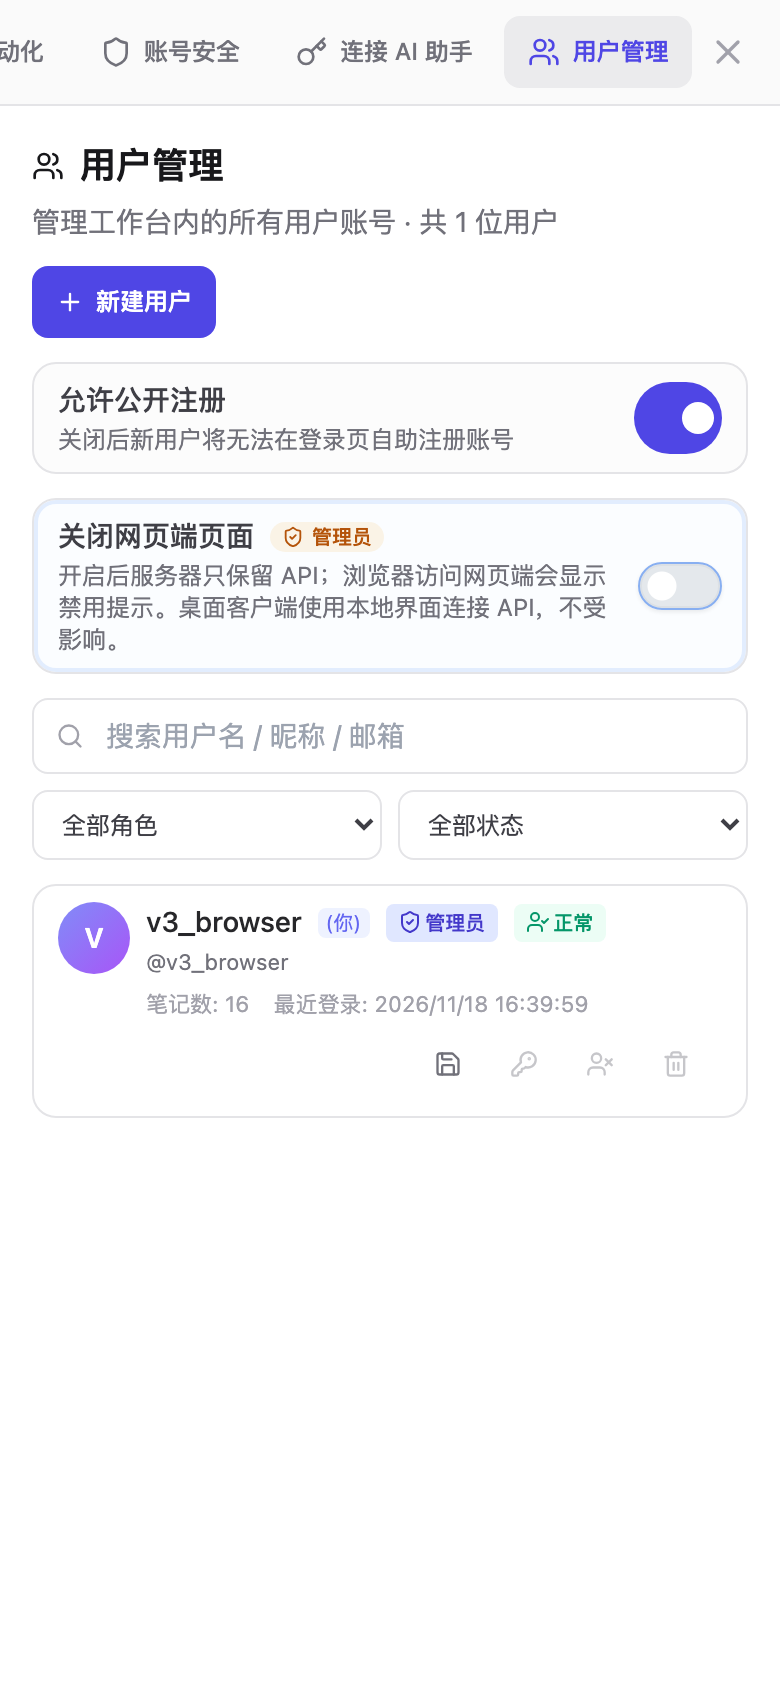 动化 账号安全 连接 AI 助手 用户管理
用户管理
管理工作台内的所有用户账号 · 共 1 位用户
新建用户
允许公开注册
关闭后新用户将无法在登录页自助注册账号
关闭网页端页面 管理员
开启后服务器只保留 API；浏览器访问网页端会显示
禁用提示。桌面客户端使用本地界面连接 API，不受
影响。
搜索用户名 / 昵称 / 邮箱
全部角色 全部状态
V
v3_browser (你) 管理员 正常
@v3_browser
笔记数: 16 最近登录: 2026/11/18 16:39:59